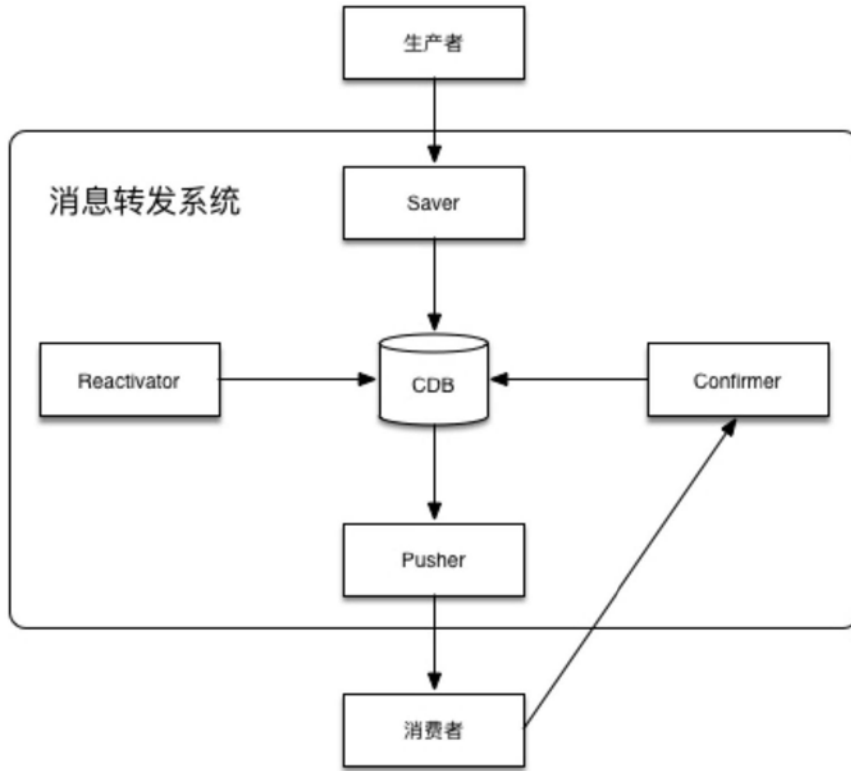 生产者
消息转发系统
Saver
Reactivator
CDB
Confirmer
Pusher
消费者